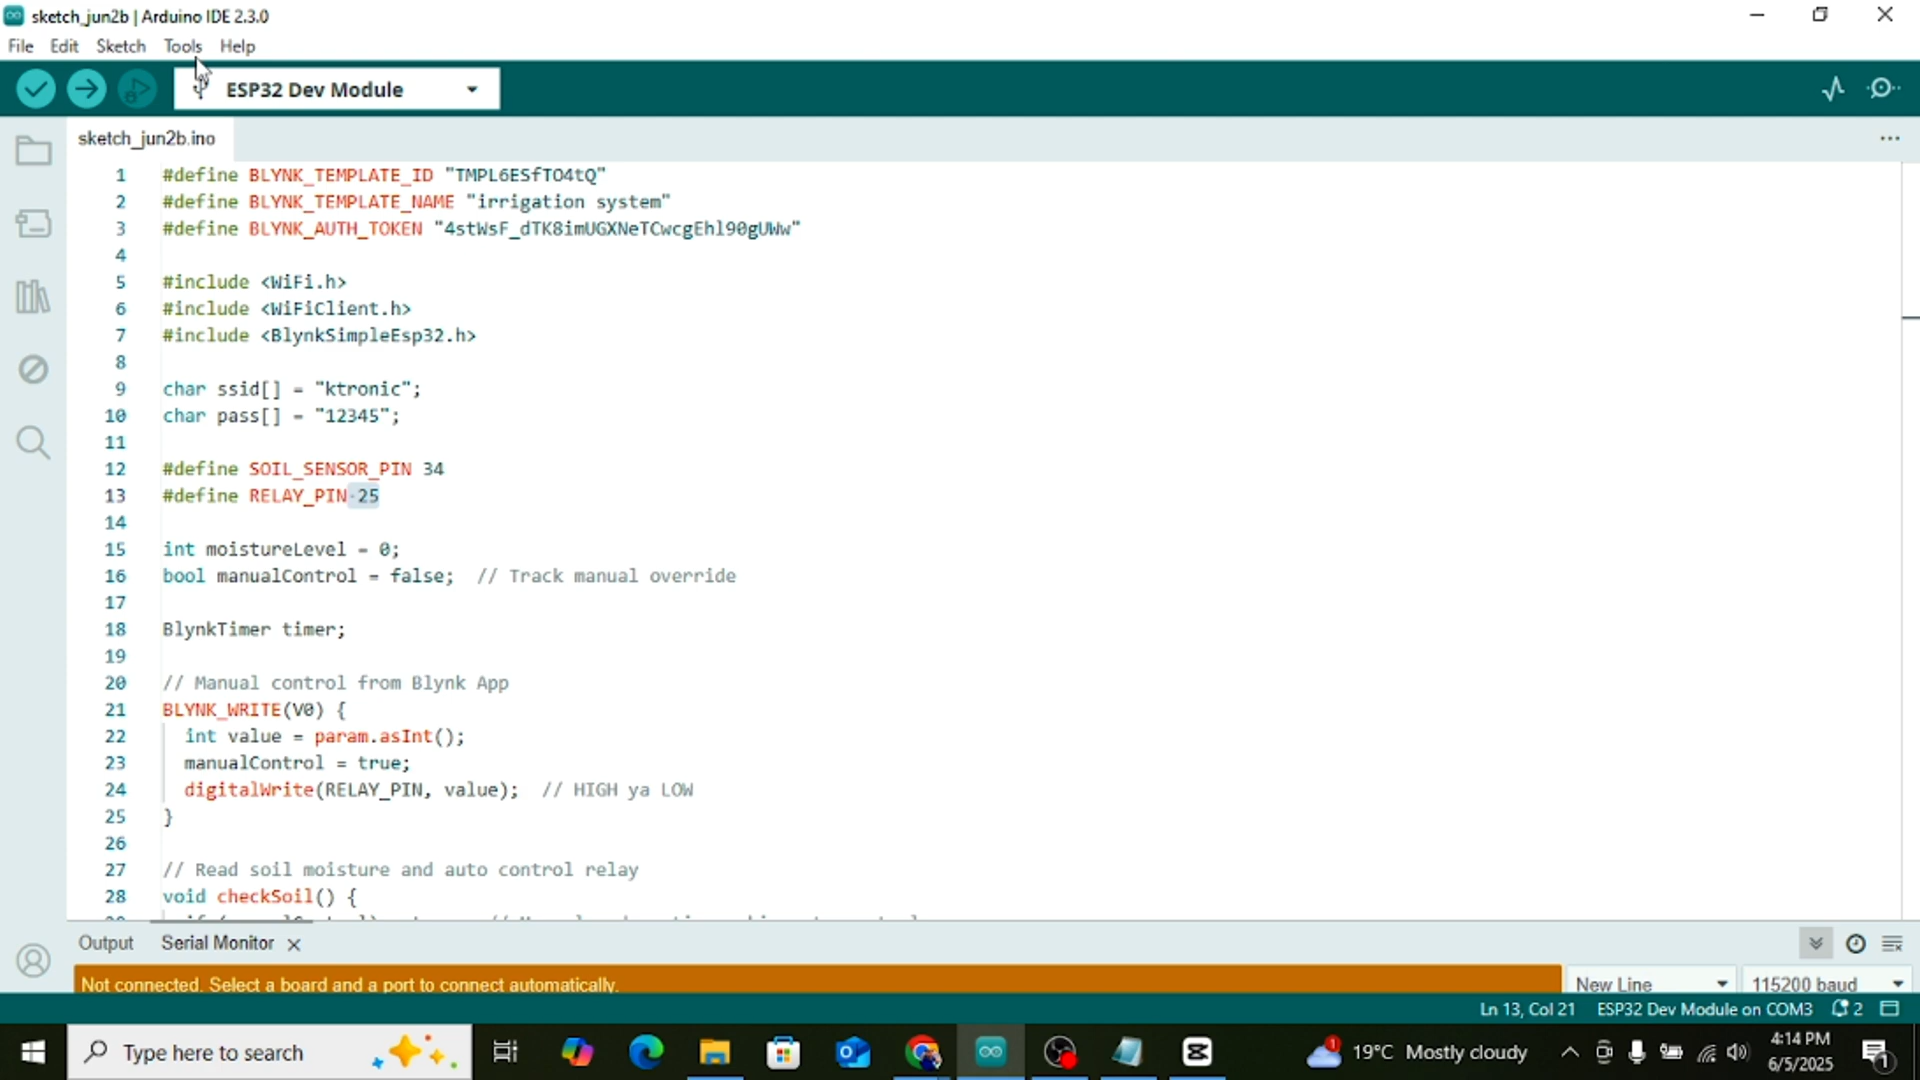 sketch_jun2b | Arduino IDE 2.3.0
File Edit Sketch Tools Help
ESP32 Dev Module
sketch_jun2b.ino
1 #define BLYNK_TEMPLATE_ID "TMPL6ESfTO4tQ"
2 #define BLYNK_TEMPLATE_NAME "irrigation system"
3 #define BLYNK_AUTH_TOKEN "4stWsF_dTK8imUGXNeTCwcgEhl90gUWw"
4
5 #include <WiFi.h>
6 #include <WiFiClient.h>
7 #include <BlynkSimpleEsp32.h>
8
9 char ssid[] = "ktronic";
10 char pass[] = "12345";
11
12 #define SOIL_SENSOR_PIN 34
13 #define RELAY_PIN 25
14
15 int moistureLevel = 0;
16 bool manualControl = false; // Track manual override
17
18 BlynkTimer timer;
19
20 // Manual control from Blynk App
21 BLYNK_WRITE(V0) {
22 int value = param.asInt();
23 manualControl = true;
24 digitalWrite(RELAY_PIN, value); // HIGH ya LOW
25 }
26
27 // Read soil moisture and auto control relay
28 void checkSoil() {
Output Serial Monitor
Not connected. Select a board and a port to connect automatically.
New Line 115200 baud
Ln 13, Col 21 ESP32 Dev Module on COM3 2
Type here to search
19°C Mostly cloudy
4:14 PM
6/5/2025
1